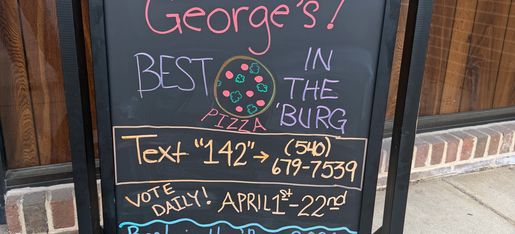 George's!
BEST PIZZA IN THE 'BURG
Text "142" → (540) 679-7539
VOTE DAILY! APRIL 1st-22nd